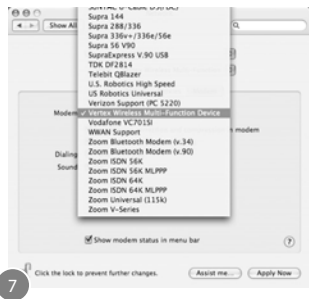 Show All
Supra 144
Supra 288/336
Supra 336v+/336e/56e
Supra 56 V90
SupraExpress V.90 USB
TDK DF2814
Telebit QBlazer
U.S. Robotics High Speed
US Robotics Universal
Verizon Support (PC 5220)
Modem ✓ Vertex Wireless Multi-Function Device
Vodafone VC701SI
WWAN Support
modem
Zoom Bluetooth Modem (v.34)
Dialing
Zoom Bluetooth Modem (v.90)
Sound
Zoom ISDN 56K
Zoom ISDN 56K MLPPP
Zoom ISDN 64K
Zoom ISDN 64K MLPPP
Zoom Universal (115k)
Zoom V-Series
Show modem status in menu bar
?
Click the lock to prevent further changes.
Assist me...
Apply Now
7